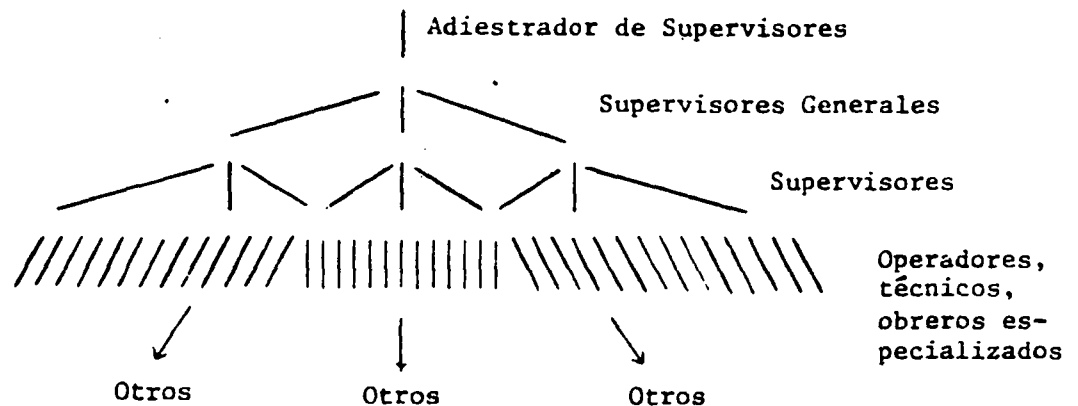 Adiestrador de Supervisores
Supervisores Generales
Supervisores
Operadores,
técnicos,
obreros es-
pecializados
Otros
Otros
Otros